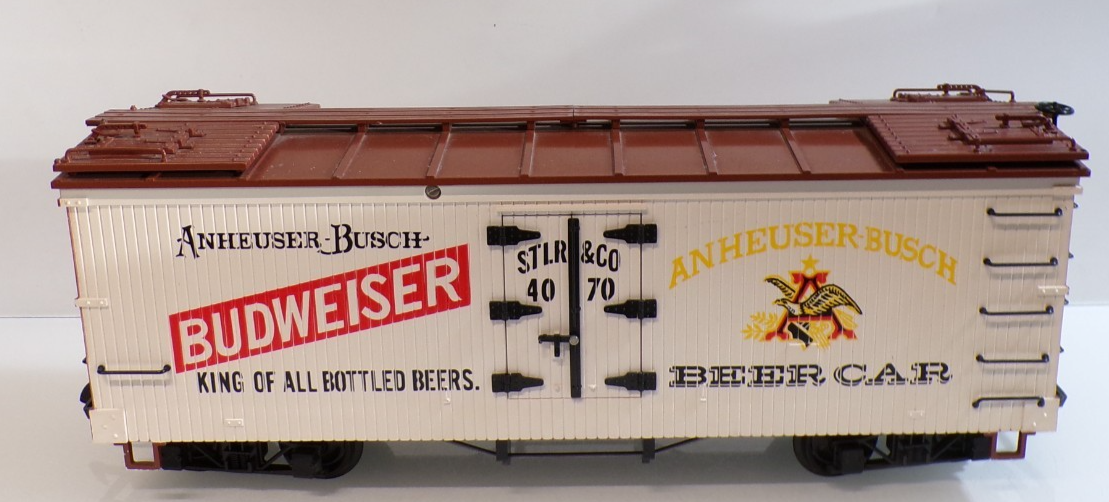 ANHEUSER-BUSCH
BUDWEISER
KING OF ALL BOTTLED BEERS.
ST.L.R.&CO
40 70
ANHEUSER-BUSCH
BEER CAR